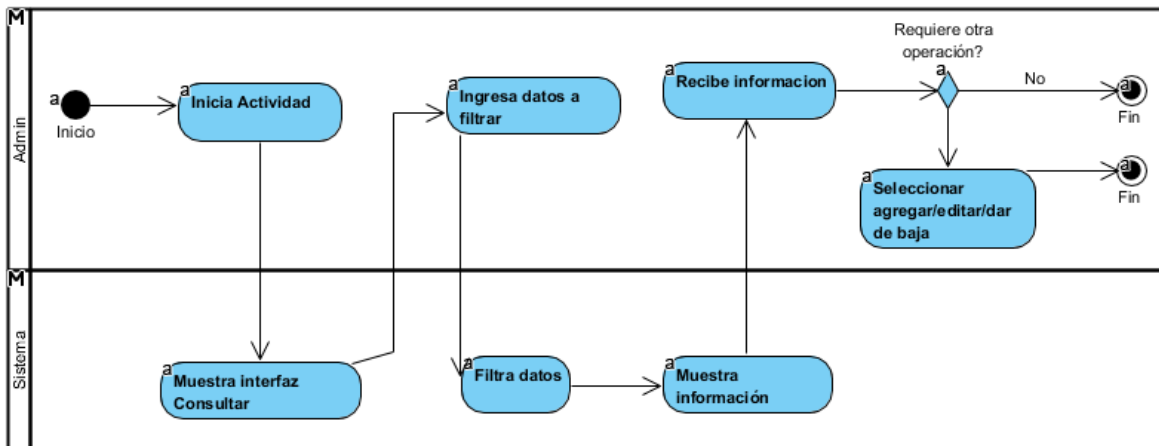 M
Admin
a
Inicio
a
Inicia Actividad
a
Ingresa datos a
filtrar
a
Recibe informacion
Requiere otra
operación?
a
No
a
Fin
a
Seleccionar
agregar/editar/dar
de baja
a
Fin
M
Sistema
a
Muestra interfaz
Consultar
a
Filtra datos
a
Muestra
información